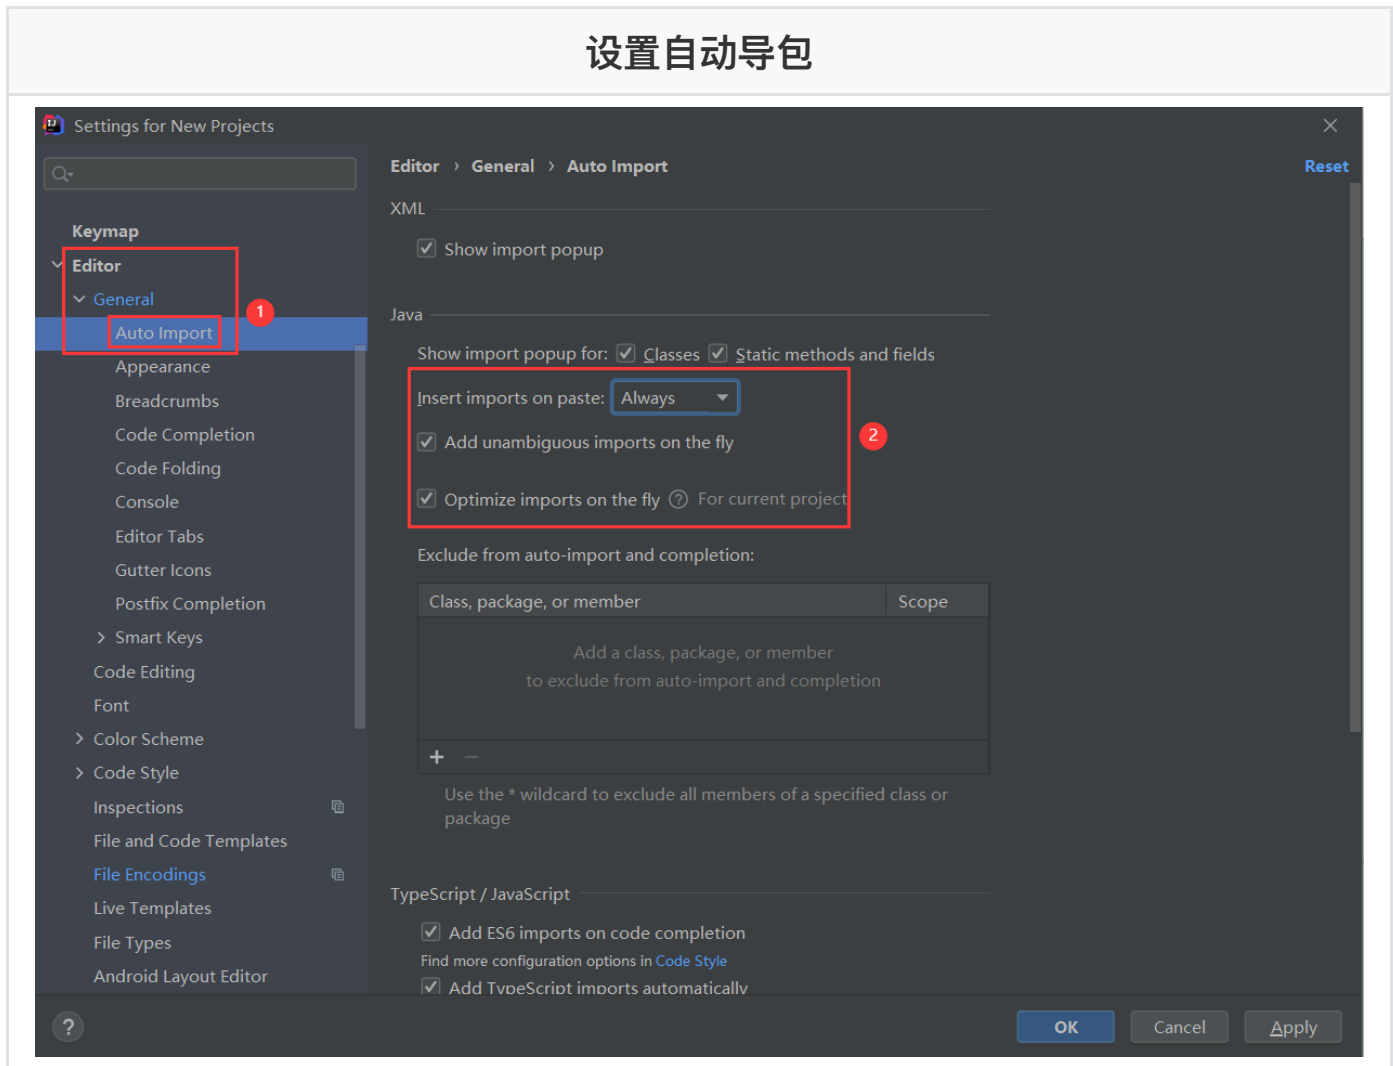 设置自动导包
Settings for New Projects
Keymap
Editor
General
Auto Import
Appearance
Breadcrumbs
Code Completion
Code Folding
Console
Editor Tabs
Gutter Icons
Postfix Completion
Smart Keys
Code Editing
Font
Color Scheme
Code Style
Inspections
File and Code Templates
File Encodings
Live Templates
File Types
Android Layout Editor
1
Editor › General › Auto Import
Reset
XML
Show import popup
Java
Show import popup for: Classes Static methods and fields
Insert imports on paste: Always
Add unambiguous imports on the fly
2
Optimize imports on the fly ? For current project
Exclude from auto-import and completion:
Class, package, or member Scope
Add a class, package, or member
to exclude from auto-import and completion
Use the * wildcard to exclude all members of a specified class or
package
TypeScript / JavaScript
Add ES6 imports on code completion
Find more configuration options in Code Style
Add TypeScript imports automatically
?
OK Cancel Apply